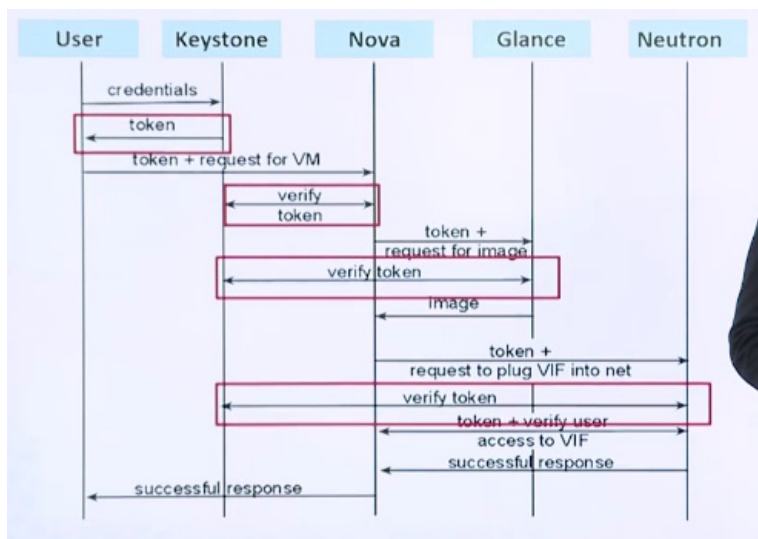 User Keystone Nova Glance Neutron
credentials
token
token + request for VM
verify
token
token +
request for image
verify token
image
token +
request to plug VIF into net
verify token
token + verify user
access to VIF
successful response
successful response